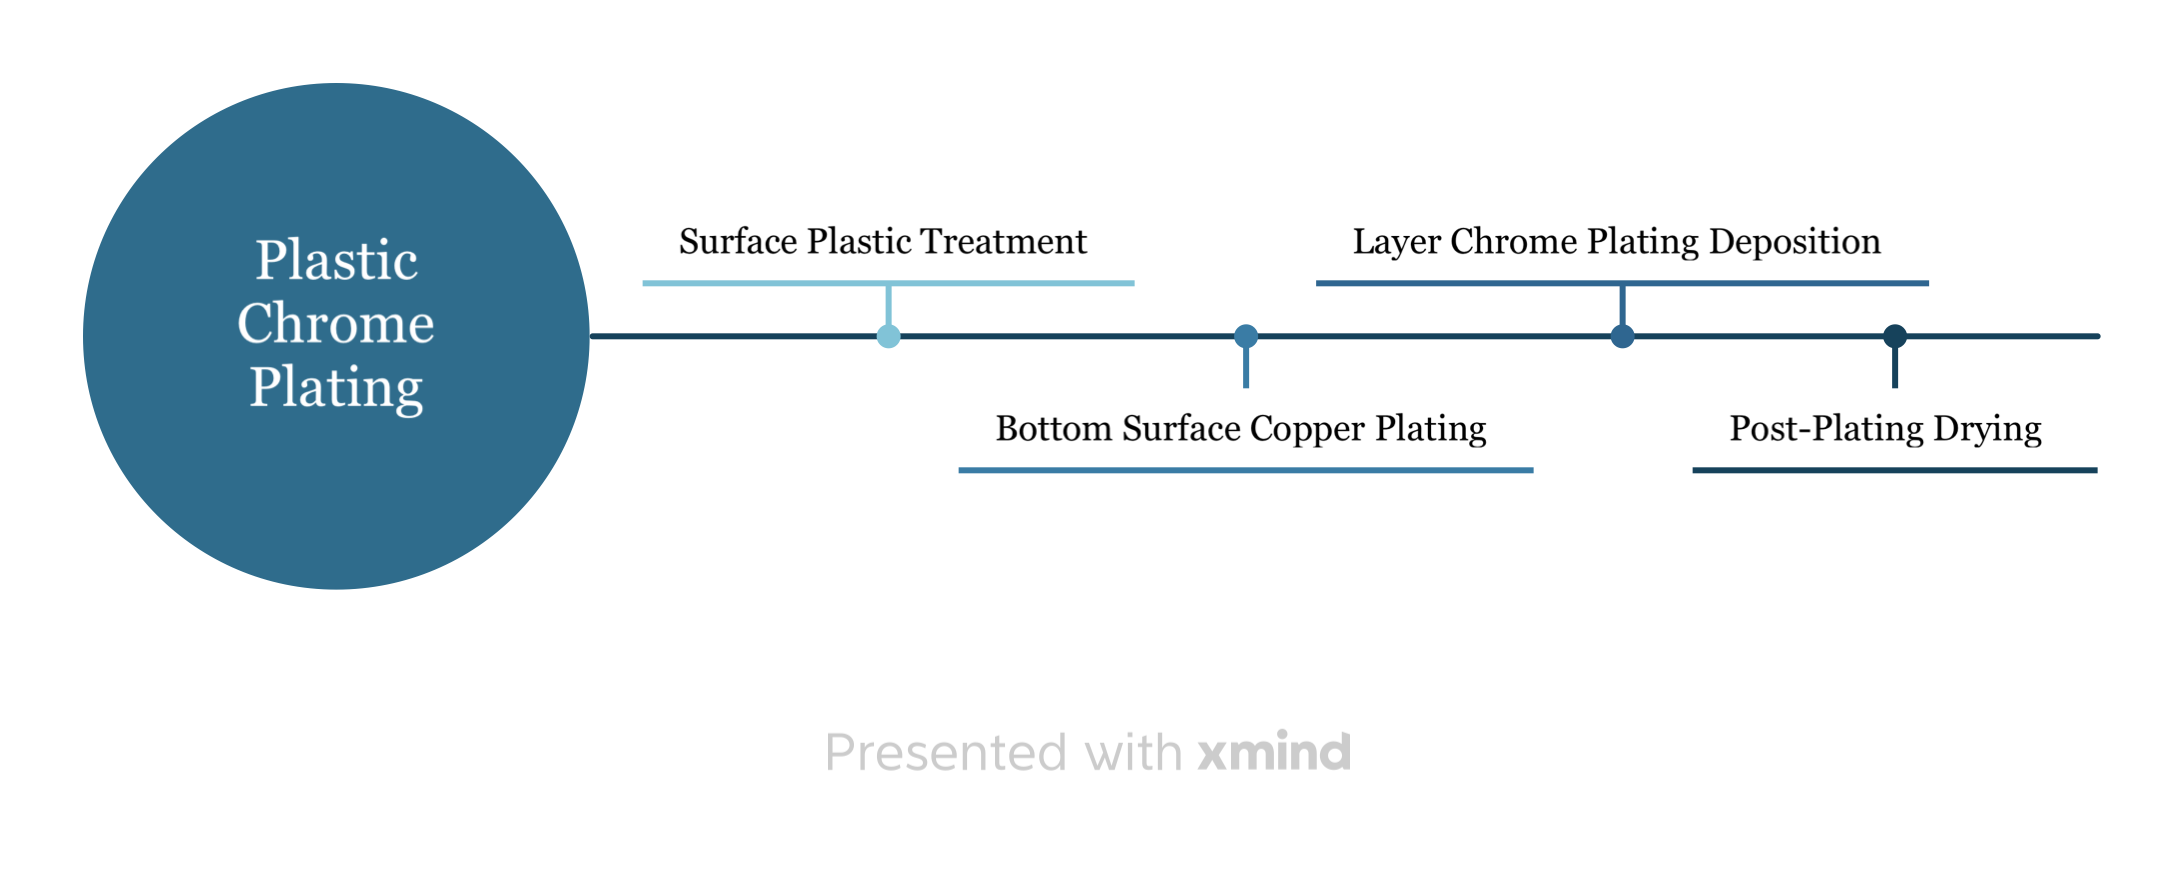 Plastic
Chrome
Plating
Surface Plastic Treatment
Bottom Surface Copper Plating
Layer Chrome Plating Deposition
Post-Plating Drying
Presented with xmind